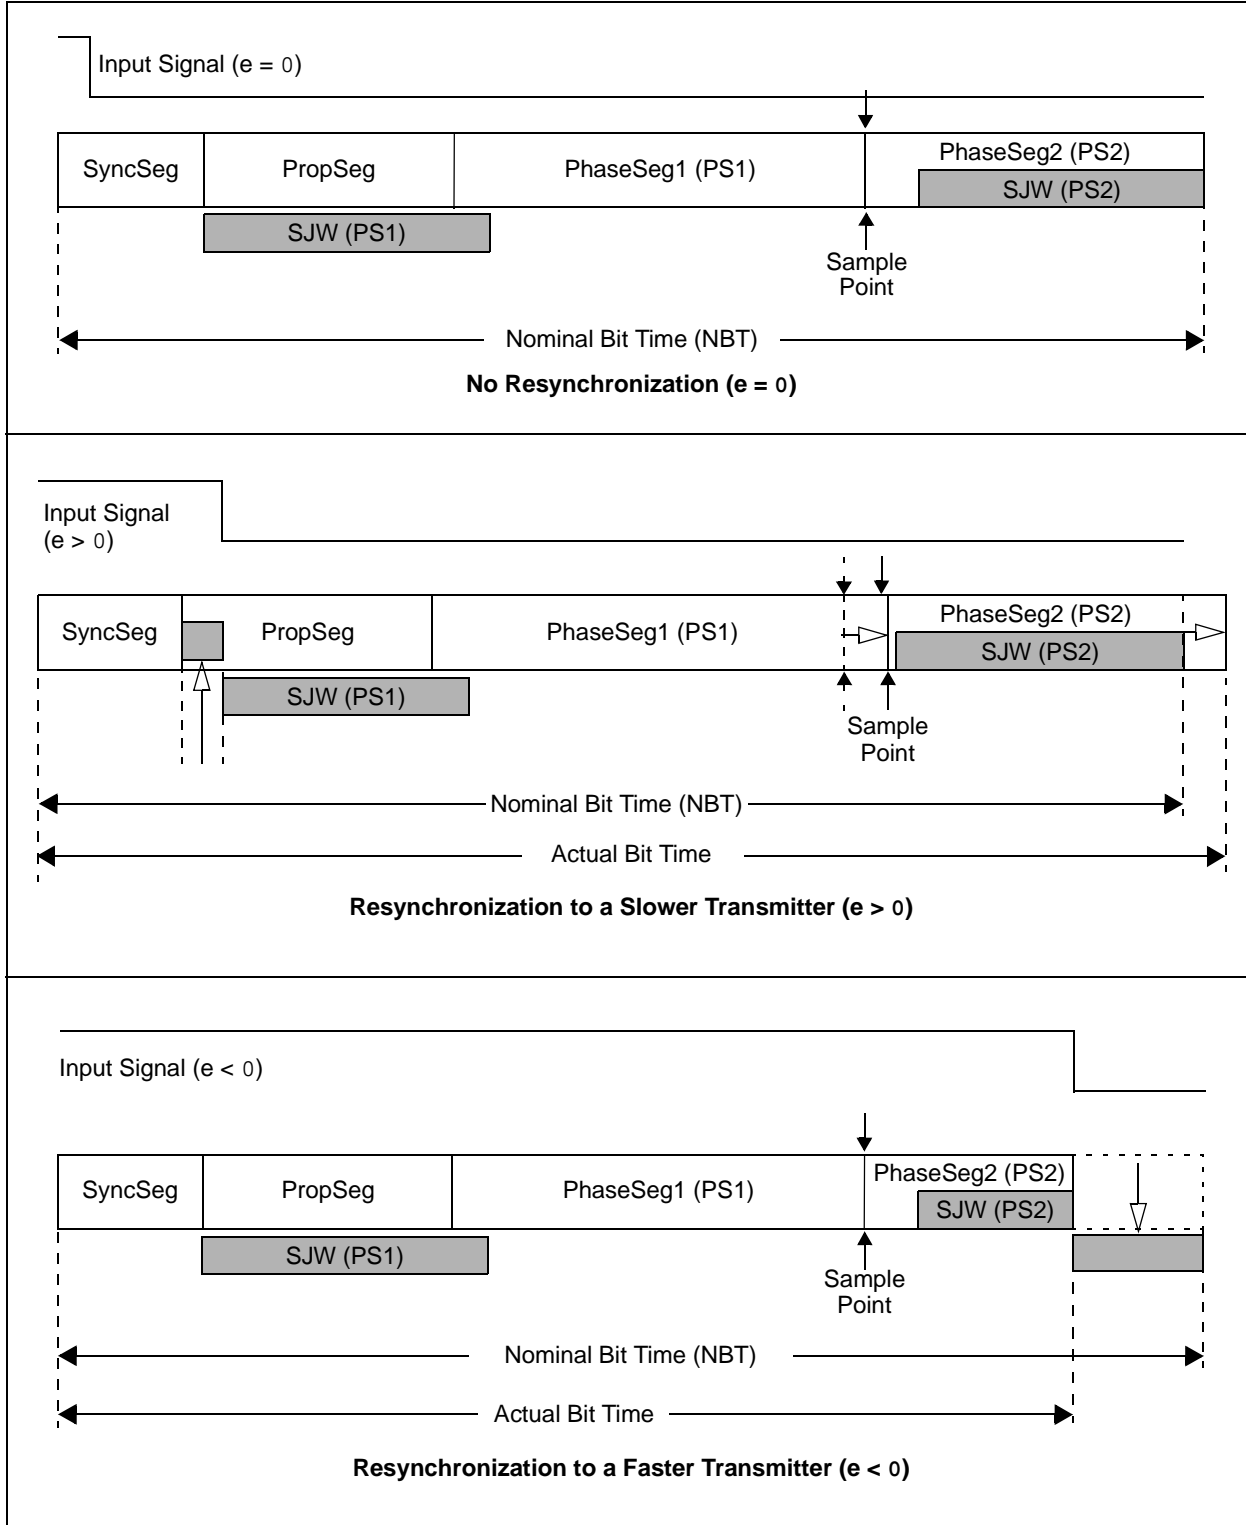 Input Signal (e = 0)
SyncSeg
PropSeg
PhaseSeg1 (PS1)
PhaseSeg2 (PS2)
SJW (PS2)
SJW (PS1)
Sample
Point
Nominal Bit Time (NBT)
No Resynchronization (e = 0)
Input Signal
(e > 0)
SyncSeg
PropSeg
PhaseSeg1 (PS1)
PhaseSeg2 (PS2)
SJW (PS2)
SJW (PS1)
Sample
Point
Nominal Bit Time (NBT)
Actual Bit Time
Resynchronization to a Slower Transmitter (e > 0)
Input Signal (e < 0)
SyncSeg
PropSeg
PhaseSeg1 (PS1)
PhaseSeg2 (PS2)
SJW (PS2)
SJW (PS1)
Sample
Point
Nominal Bit Time (NBT)
Actual Bit Time
Resynchronization to a Faster Transmitter (e < 0)